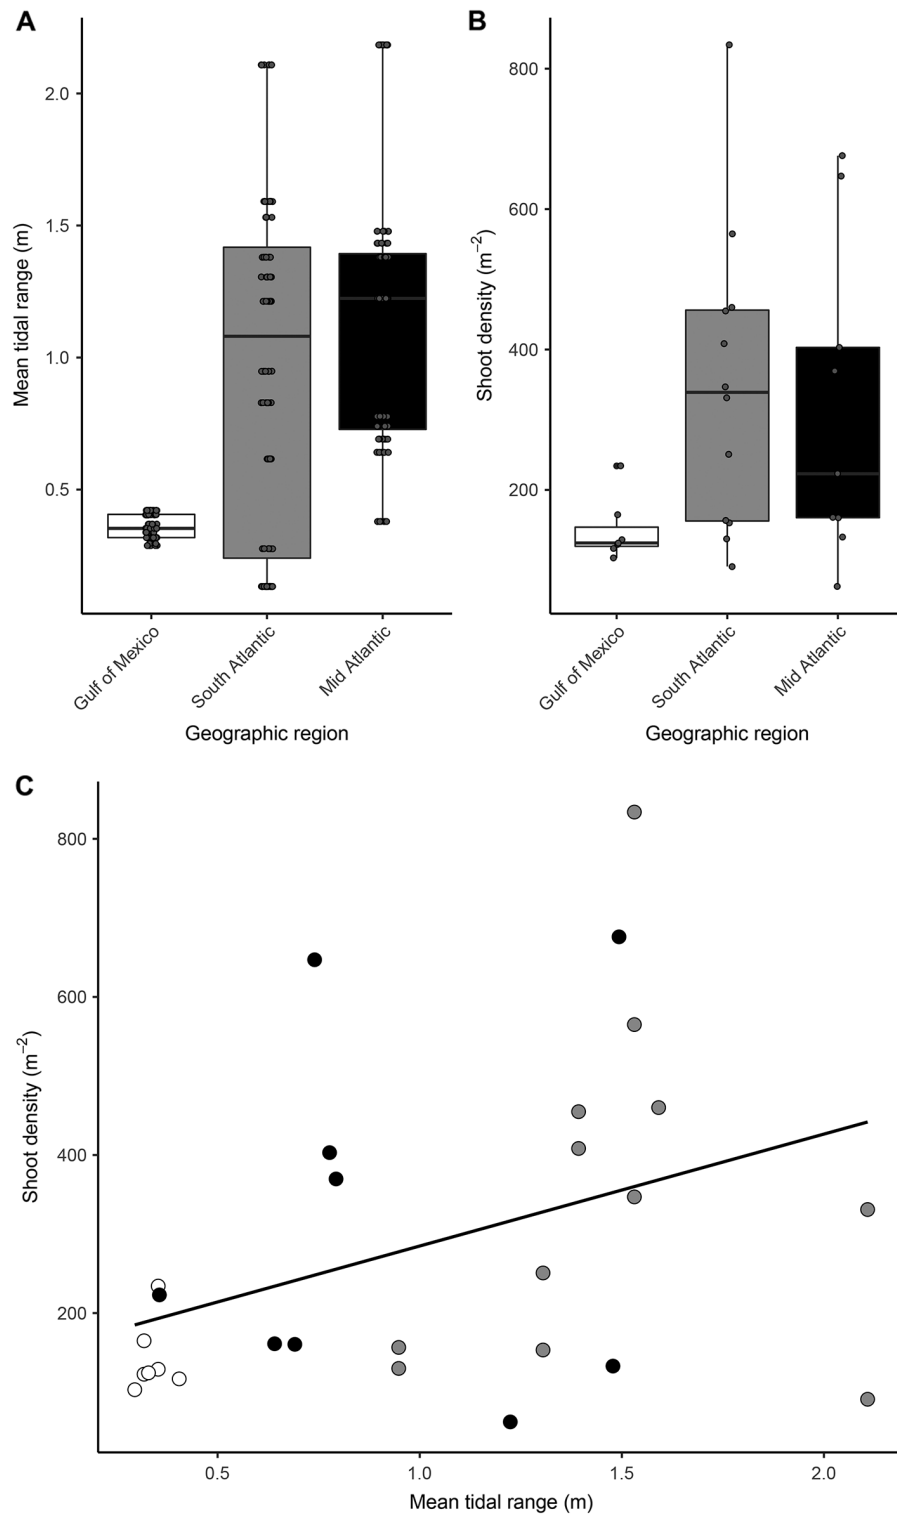 A
Mean tidal range (m)
2.0
1.5
1.0
0.5
Gulf of Mexico
South Atlantic
Mid Atlantic
Geographic region
B
Shoot density (m⁻²)
800
600
400
200
Gulf of Mexico
South Atlantic
Mid Atlantic
Geographic region
C
Shoot density (m⁻²)
800
600
400
200
0.5 1.0 1.5 2.0
Mean tidal range (m)